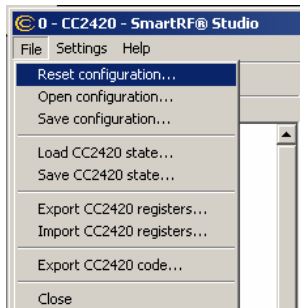 0 - CC2420 - SmartRF® Studio
File Settings Help
Reset configuration...
Open configuration...
Save configuration...
Load CC2420 state...
Save CC2420 state...
Export CC2420 registers...
Import CC2420 registers...
Export CC2420 code...
Close